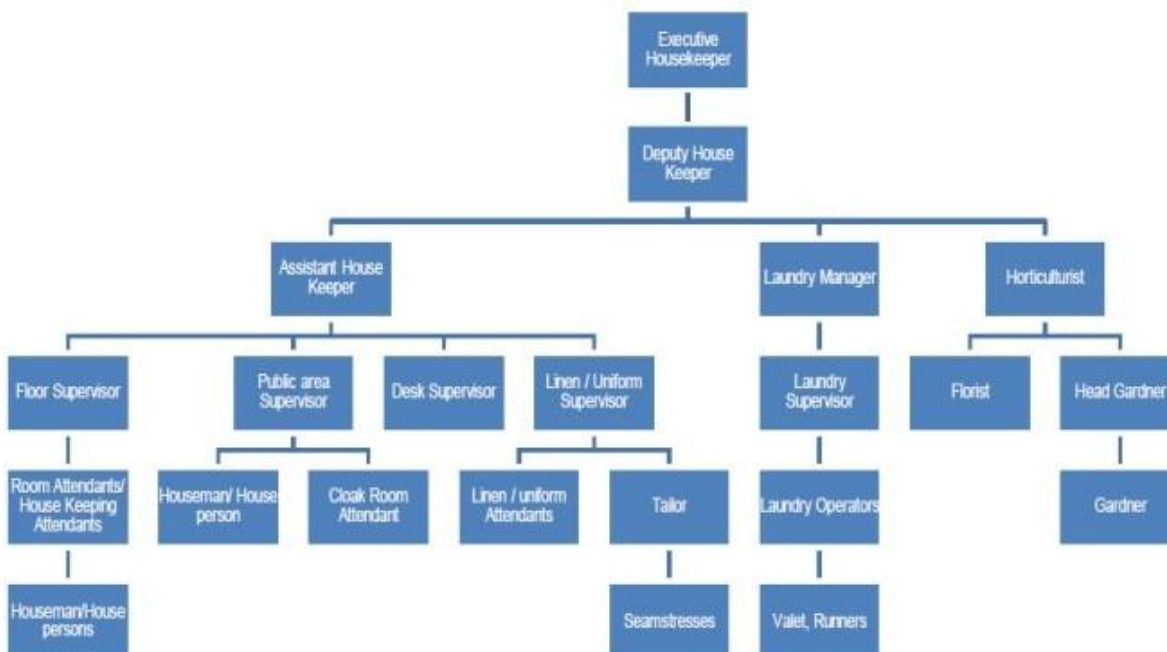 Executive
Housekeeper
Deputy House
Keeper
Assistant House
Keeper
Laundry Manager
Horticulturist
Floor Supervisor
Public area
Supervisor
Desk Supervisor
Linen / Uniform
Supervisor
Laundry
Supervisor
Florist
Head Gardner
Room Attendants/
House Keeping
Attendants
Houseman/ House
person
Cloak Room
Attendant
Linen / uniform
Attendants
Tailor
Laundry Operators
Gardner
Houseman/House
persons
Seamstresses
Valet, Runners